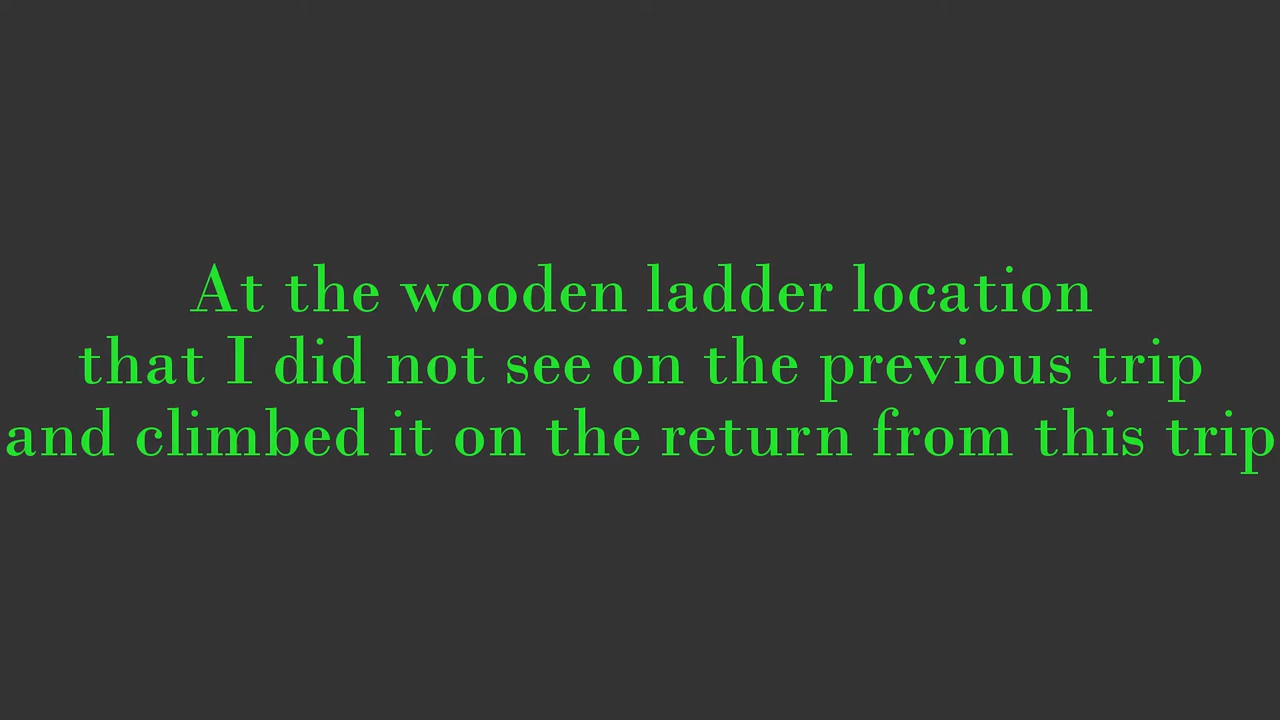 At the wooden ladder location
that I did not see on the previous trip
and climbed it on the return from this trip